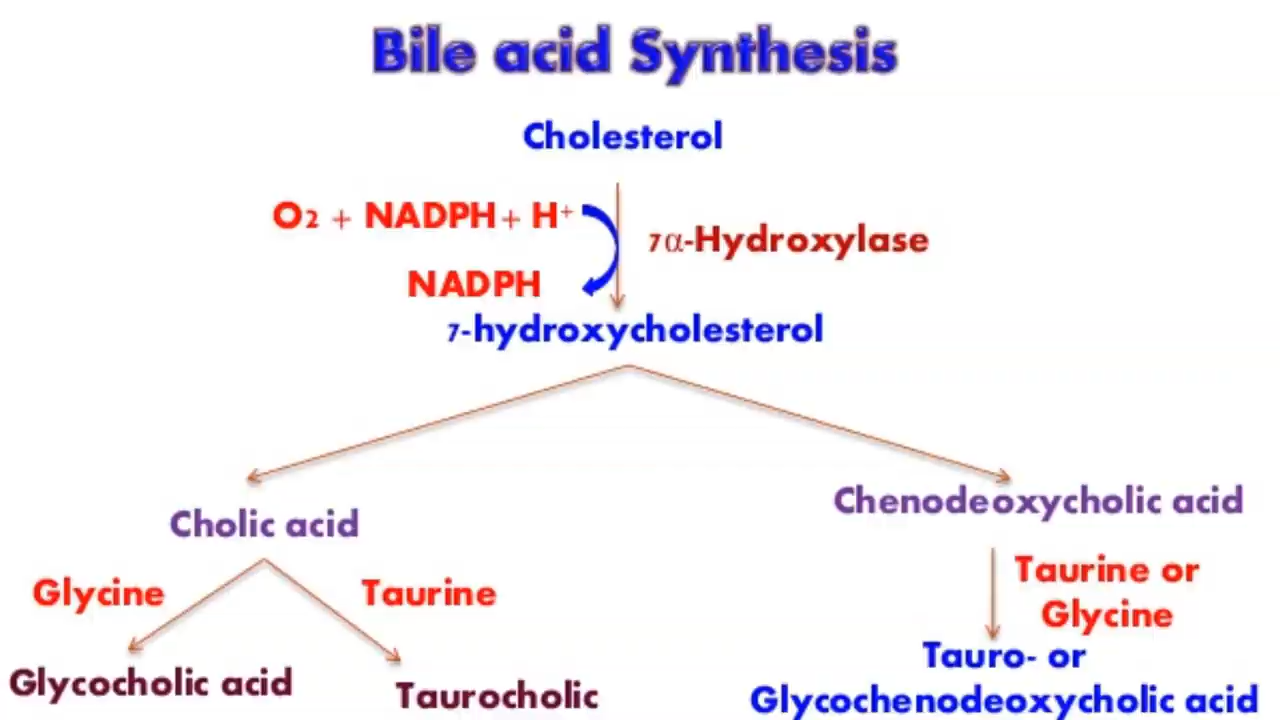 Bile acid Synthesis
Cholesterol
O2 + NADPH + H+
7α-Hydroxylase
NADPH
7-hydroxycholesterol
Cholic acid
Chenodeoxycholic acid
Glycine
Taurine
Taurine or
Glycine
Glycocholic acid
Taurocholic
Tauro- or
Glycochenodeoxycholic acid